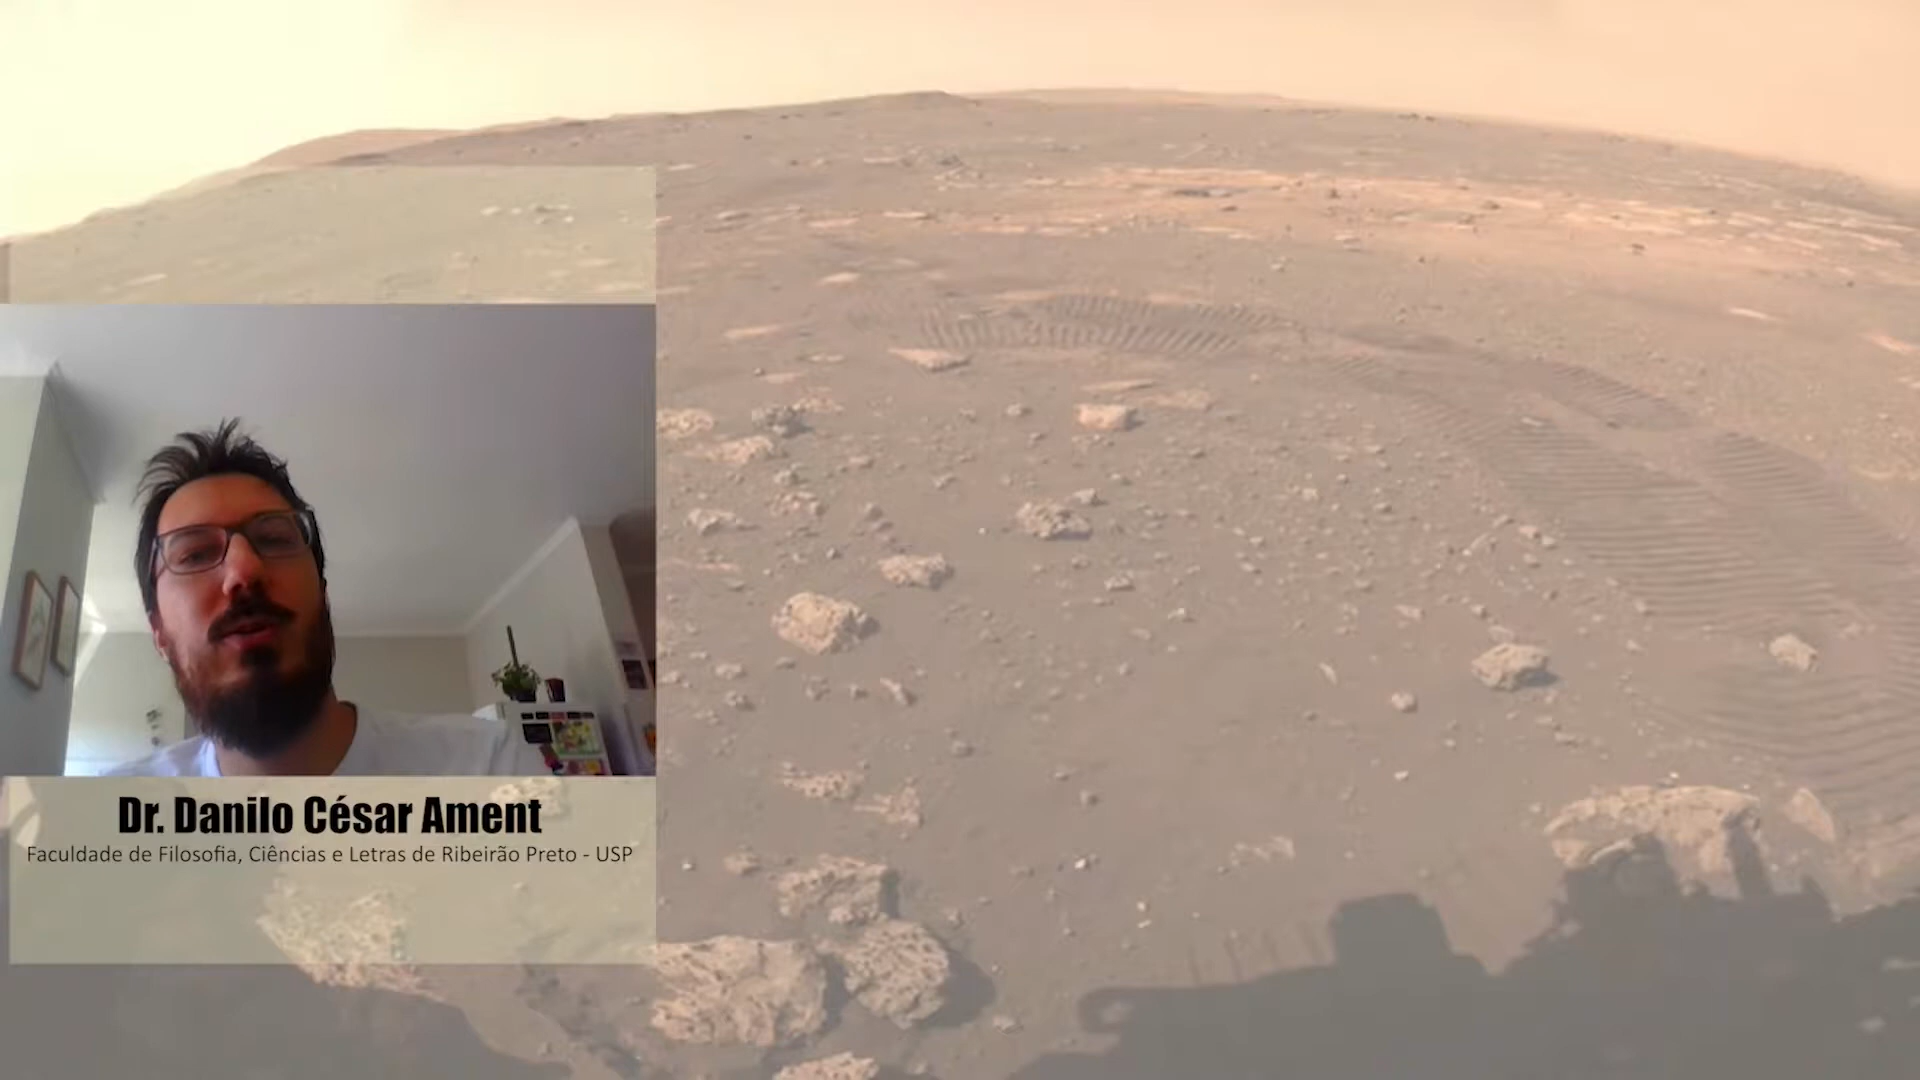 Dr. Danilo César Ament
Faculdade de Filosofia, Ciências e Letras de Ribeirão Preto - USP